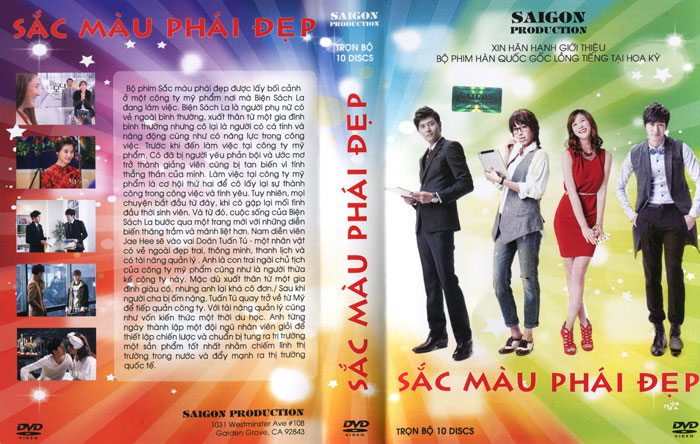 SẮC MÀU PHÁI ĐẸP
Bộ phim Sắc màu phái đẹp được lấy bối cảnh
ở một công ty mỹ phẩm nơi mà Biện Sách La
đang làm việc. Biện Sách La là người phụ nữ có
vẻ ngoài bình thường, xuất thân từ một gia đình
bình thường nhưng cô lại là người có cá tính và
năng động cũng như có năng lực trong công
việc. Trước khi đến làm việc tại công ty mỹ
phẩm. Cô đã bị người yêu phản bội và ước mơ
trở thành giảng viên cũng bị tan biến vì tính
thẳng thắn của mình. Làm việc tại công ty mỹ
phẩm là cơ hội thứ hai để cô lấy lại sự thành
công trong công việc và tình yêu. Tuy nhiên, mọi
chuyện bắt đầu từ đây, khi cô gặp lại mối tình
đầu thời sinh viên. Và từ đó, cuộc sống của Biện
Sách La bước qua một trang mới với những diễn
biến thăng trầm và mãnh liệt hơn. Nam diễn viên
Jae Hee sẽ vào vai Doãn Tuấn Tú - một nhân vật
có vẻ ngoài đẹp trai, thông minh, thanh lịch và
có tài năng quản lý . Anh là con trai ngài chủ tịch
của công ty mỹ phẩm cũng như là người thừa
kế công ty này. Mặc dù xuất thân từ một gia
đình giàu có, nhưng anh lại khá cô đơn./ Sau khi
người cha bị ốm nặng, Tuấn Tú quay trở về từ Mỹ
để tiếp quản công ty. Với tài năng quản lý cũng
như vốn kiến thức một thời du học. Anh từng
ngày thành lập một đội ngũ nhân viên giỏi để
thiết lập chiến lược và chuẩn bị tung ra thị trường
một sản phẩm tốt nhất nhằm chiếm lĩnh thị
trường trong nước và đẩy mạnh ra thị trường
quốc tế.
DVD
VIDEO
SAIGON PRODUCTION
1031 Westminster Ave #108
Garden Grove, CA 92843
SAIGON
PRODUCTION
TRỌN BỘ
10 DISCS
SẮC MÀU PHÁI ĐẸP
DVD
VIDEO
SAIGON
PRODUCTION
XIN HÂN HẠNH GIỚI THIỆU
BỘ PHIM HÀN QUỐC GỐC LỒNG TIẾNG TẠI HOA KỲ
SẮC MÀU PHÁI ĐẸP
TRỌN BỘ 10 DISCS
DVD
VIDEO